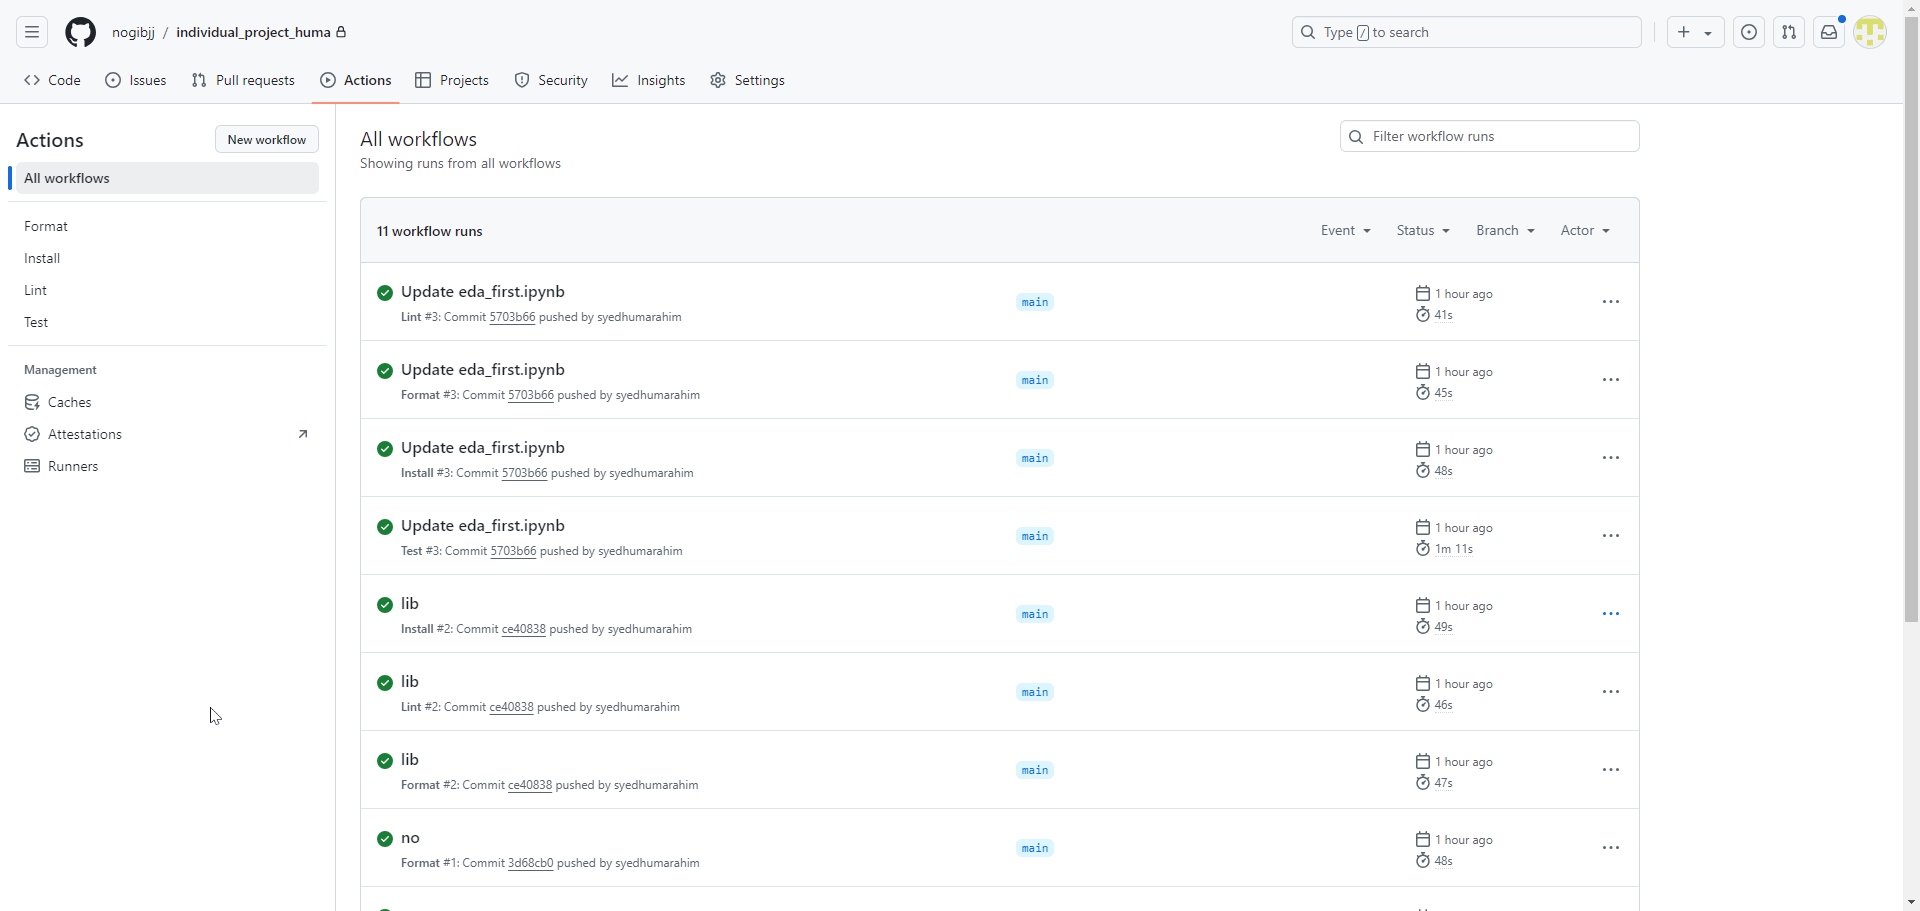 nogibjj / individual_project_huma
Type / to search
Code Issues Pull requests Actions Projects Security Insights Settings
Actions
New workflow
All workflows
Format
Install
Lint
Test
Management
Caches
Attestations
Runners
All workflows
Showing runs from all workflows
Filter workflow runs
11 workflow runs
Event Status Branch Actor
Update eda_first.ipynb
Lint #3: Commit 5703b66 pushed by syedhumarahim
main
1 hour ago
41s
Update eda_first.ipynb
Format #3: Commit 5703b66 pushed by syedhumarahim
main
1 hour ago
45s
Update eda_first.ipynb
Install #3: Commit 5703b66 pushed by syedhumarahim
main
1 hour ago
48s
Update eda_first.ipynb
Test #3: Commit 5703b66 pushed by syedhumarahim
main
1 hour ago
1m 11s
lib
Install #2: Commit ce40838 pushed by syedhumarahim
main
1 hour ago
49s
lib
Lint #2: Commit ce40838 pushed by syedhumarahim
main
1 hour ago
46s
lib
Format #2: Commit ce40838 pushed by syedhumarahim
main
1 hour ago
47s
no
Format #1: Commit 3d68cb0 pushed by syedhumarahim
main
1 hour ago
48s